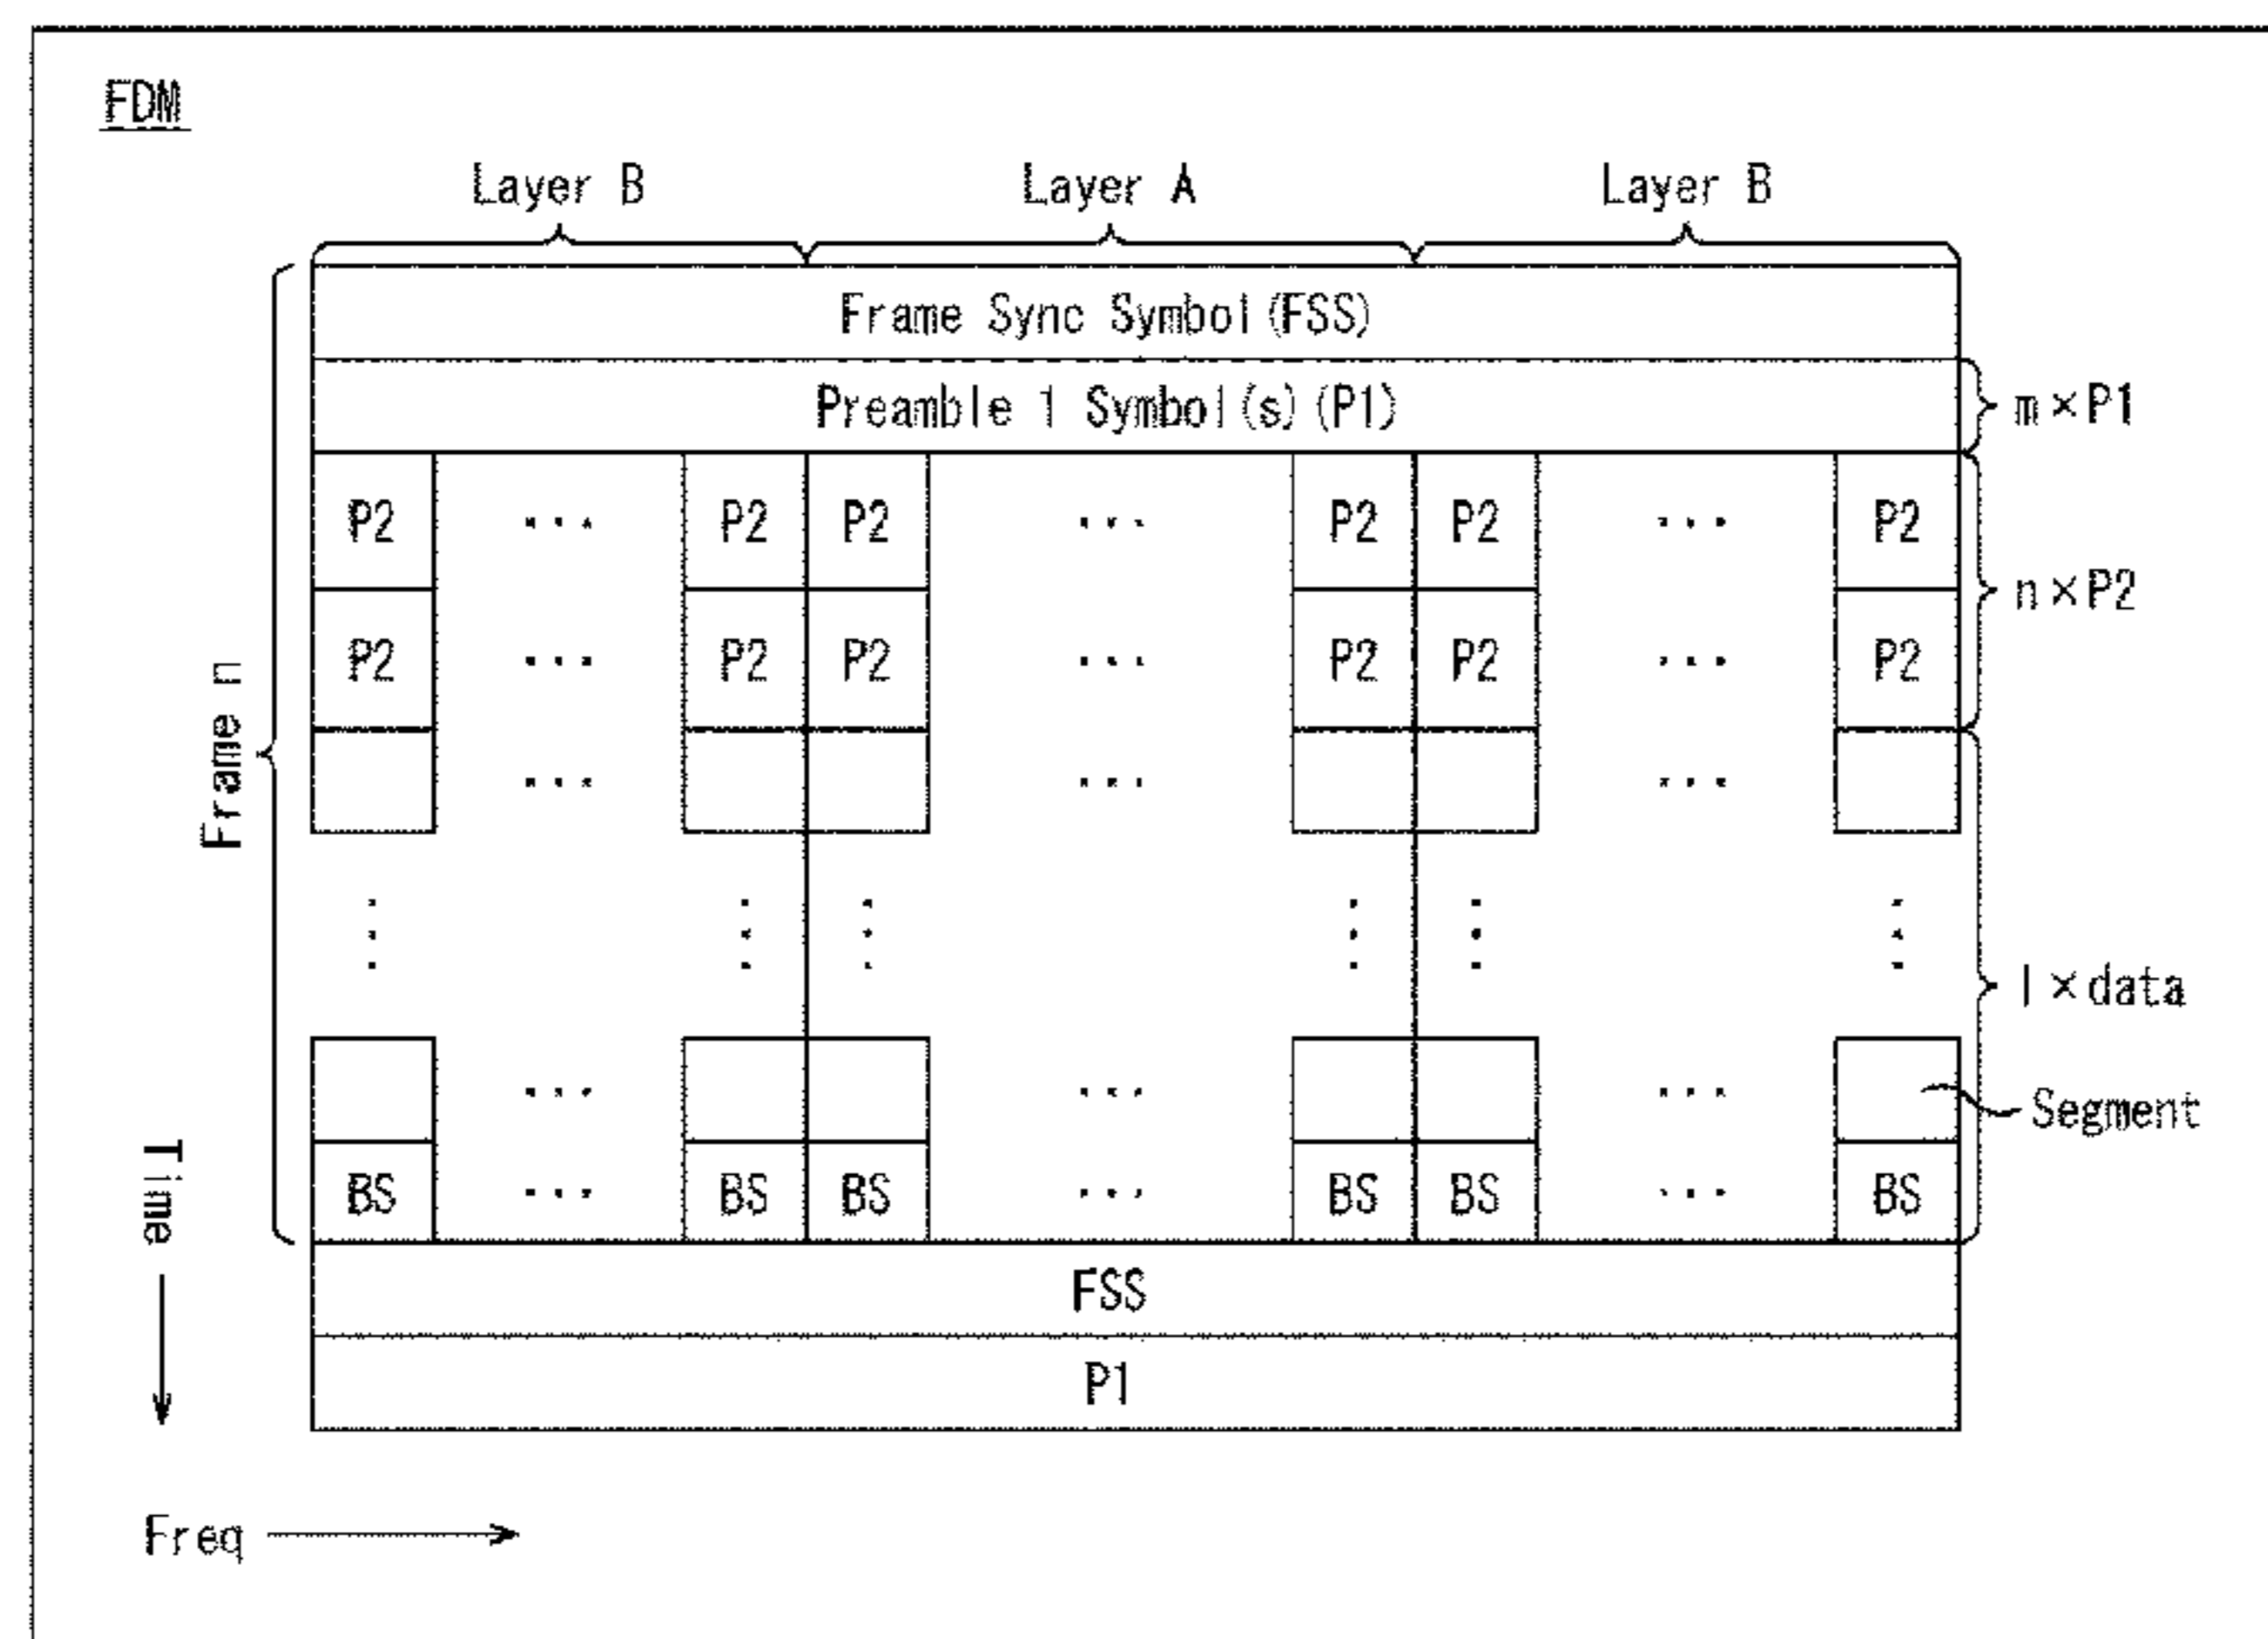 FDM
Layer B Layer A Layer B
Frame Sync Symbol(FSS)
Preamble 1 Symbol(s)(P1)
m×P1
P2 ... P2 P2 ... P2 P2 ... P2
n×P2
P2 ... P2 P2 ... P2 P2 ... P2
Frame n
l×data
Segment
BS ... BS BS ... BS BS ... BS
FSS
P1
Time
Freq